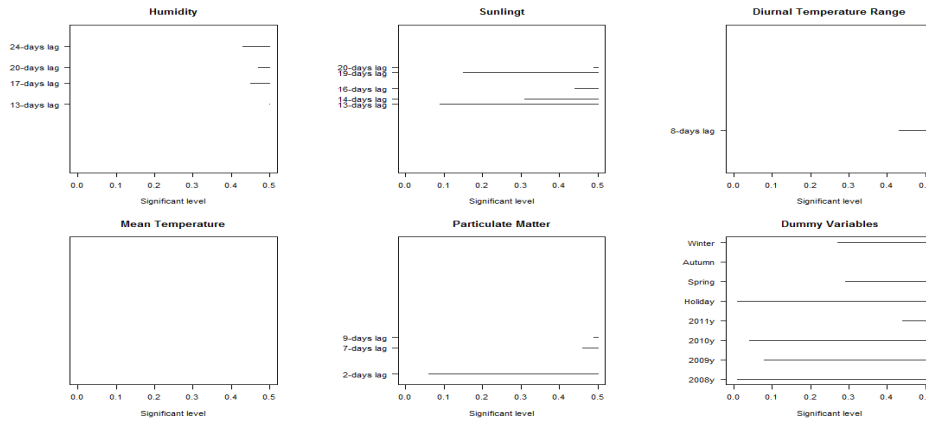 Humidity
24-days lag
20-days lag
17-days lag
13-days lag
0.0 0.1 0.2 0.3 0.4 0.5
Significant level
Sunlingt
20-days lag
19-days lag
16-days lag
14-days lag
13-days lag
0.0 0.1 0.2 0.3 0.4 0.5
Significant level
Diurnal Temperature Range
8-days lag
0.0 0.1 0.2 0.3 0.4 0.5
Significant level
Mean Temperature
0.0 0.1 0.2 0.3 0.4 0.5
Significant level
Particulate Matter
9-days lag
7-days lag
2-days lag
0.0 0.1 0.2 0.3 0.4 0.5
Significant level
Dummy Variables
Winter
Autumn
Spring
Holiday
2011y
2010y
2009y
2008y
0.0 0.1 0.2 0.3 0.4 0.5
Significant level